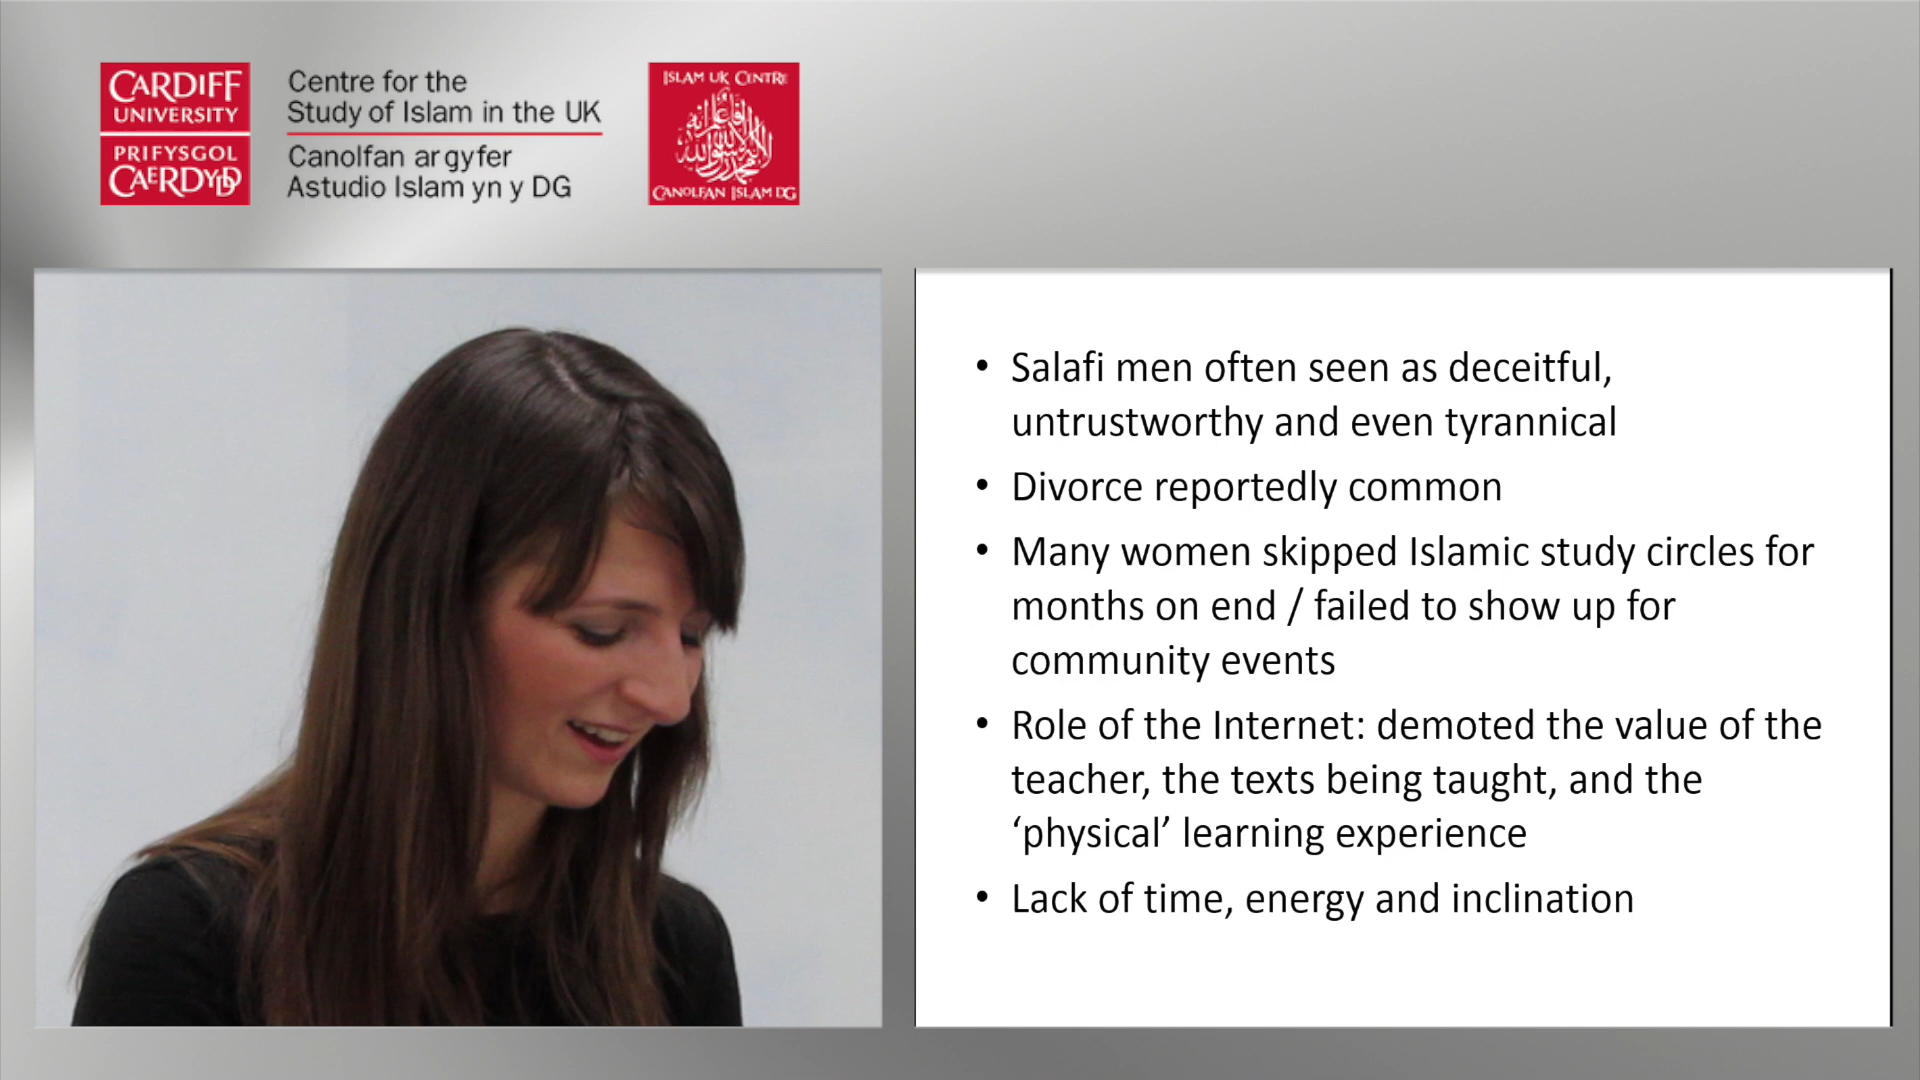 CARDIFF
UNIVERSITY
PRIFYSGOL
CAERDYDD
Centre for the
Study of Islam in the UK
Canolfan ar gyfer
Astudio Islam yn y DG
ISLAM UK CENTRE
CANOLFAN ISLAM DG
• Salafi men often seen as deceitful,
untrustworthy and even tyrannical
• Divorce reportedly common
• Many women skipped Islamic study circles for
months on end / failed to show up for
community events
• Role of the Internet: demoted the value of the
teacher, the texts being taught, and the
‘physical’ learning experience
• Lack of time, energy and inclination